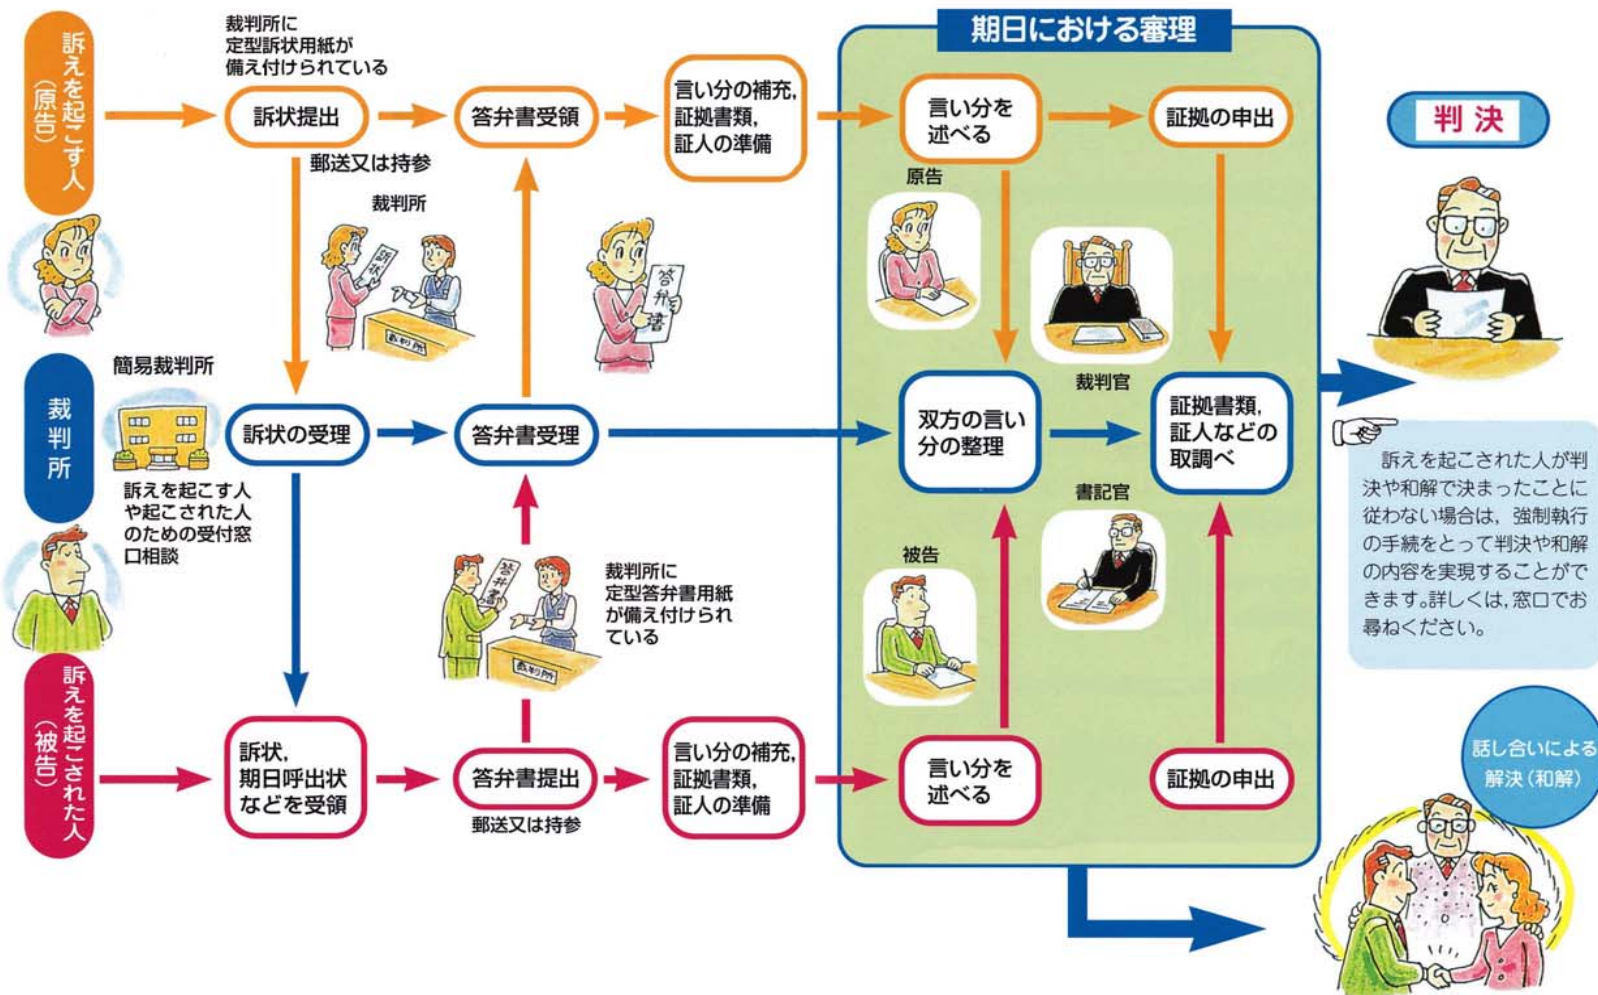 訴えを起こす人
（原告）
裁判所に
定型訴状用紙が
備え付けられている
訴状提出
郵送又は持参
答弁書受領
言い分の補充，
証拠書類，
証人の準備
期日における審理
言い分を
述べる
証拠の申出
判決
裁判所
訴状
裁判所
答弁書
原告
裁判官
裁判所
簡易裁判所
訴えを起こす人
や起こされた人
のための受付窓
口相談
訴状の受理
答弁書受理
双方の言い
分の整理
証拠書類，
証人などの
取調べ
書記官
被告
訴えを起こされた人が判
決や和解で決まったことに
従わない場合は，強制執行
の手続をとって判決や和解
の内容を実現することがで
きます。詳しくは，窓口でお
尋ねください。
答弁書
裁判所
裁判所に
定型答弁書用紙
が備え付けられ
ている
訴えを起こされた人
（被告）
訴状，
期日呼出状
などを受領
答弁書提出
郵送又は持参
言い分の補充，
証拠書類，
証人の準備
言い分を
述べる
証拠の申出
話し合いによる
解決（和解）